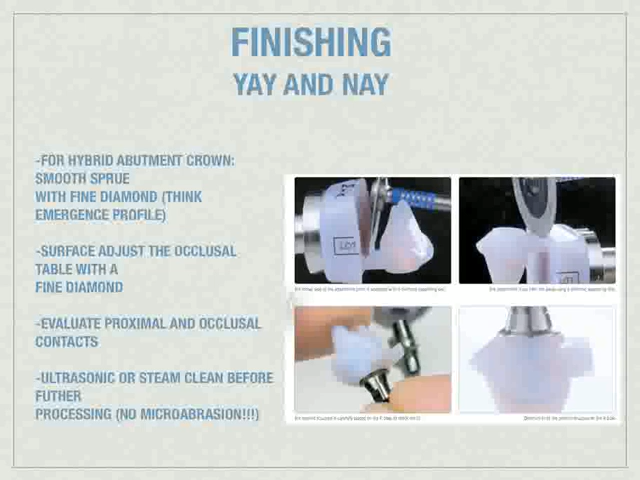 FINISHING
YAY AND NAY
-FOR HYBRID ABUTMENT CROWN:
SMOOTH SPRUE
WITH FINE DIAMOND (THINK
EMERGENCE PROFILE)
-SURFACE ADJUST THE OCCLUSAL
TABLE WITH A
FINE DIAMOND
-EVALUATE PROXIMAL AND OCCLUSAL
CONTACTS
-ULTRASONIC OR STEAM CLEAN BEFORE
FUTHER
PROCESSING (NO MICROABRASION!!!)